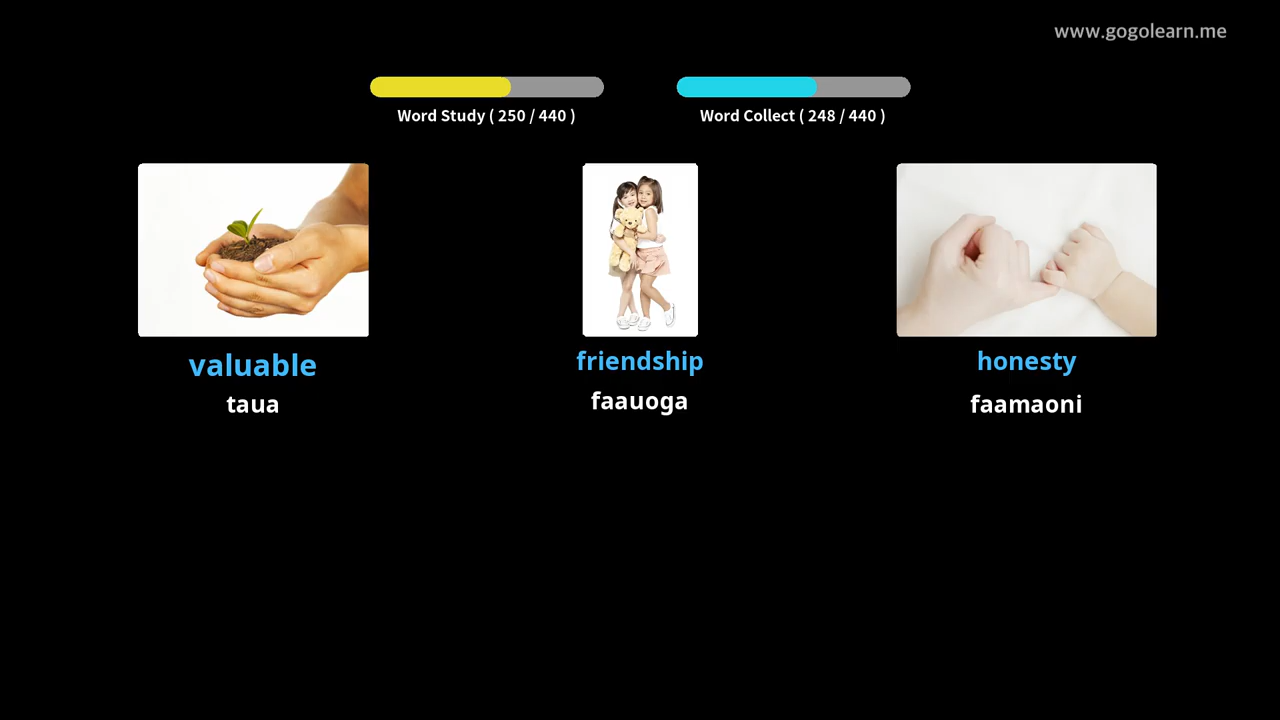 www.gogolearn.me
Word Study ( 250 / 440 )
Word Collect ( 248 / 440 )
valuable
taua
friendship
faauoga
honesty
faamaoni